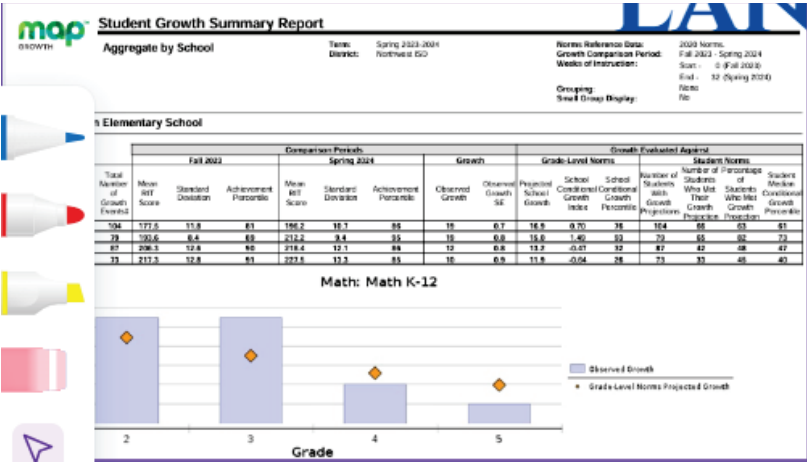 LAN
map
GROWTH
Student Growth Summary Report
Aggregate by School
Term: Spring 2023-2024
District: Northwest ISD
Norms Reference Data: 2020 Norms.
Growth Comparison Period: Fall 2023 - Spring 2024
Weeks of Instruction: Start - 0 (Fall 2023)
End - 32 (Spring 2024)
Grouping: None
Small Group Display: No
n Elementary School
Comparison Periods Growth Evaluated Against
Fall 2023 Spring 2024 Growth Grade-Level Norms Student Norms
Total Number of Growth Events‡ Mean RIT Score Standard Deviation Achievement Percentile Mean RIT Score Standard Deviation Achievement Percentile Observed Growth Observed Growth SE Projected School Growth School Conditional Growth Index School Conditional Growth Percentile Number of Students With Growth Projections Number of Students Who Met Their Growth Projection Percentage of Students Who Met Growth Projection Student Median Conditional Growth Percentile
104 177.5 11.8 81 196.2 10.7 86 19 0.7 16.9 0.70 76 104 66 63 61
79 193.6 8.4 212.2 9.4 95 19 0.8 15.0 1.49 93 79 65 82 73
87 206.3 12.6 90 218.4 12.1 86 12 0.8 13.2 -0.47 32 87 42 48 47
73 217.3 12.8 91 227.5 13.3 85 10 0.9 11.9 -0.64 26 73 33 45 40
Math: Math K-12
Observed Growth
Grade-Level Norms Projected Growth
2 3 4 5
Grade